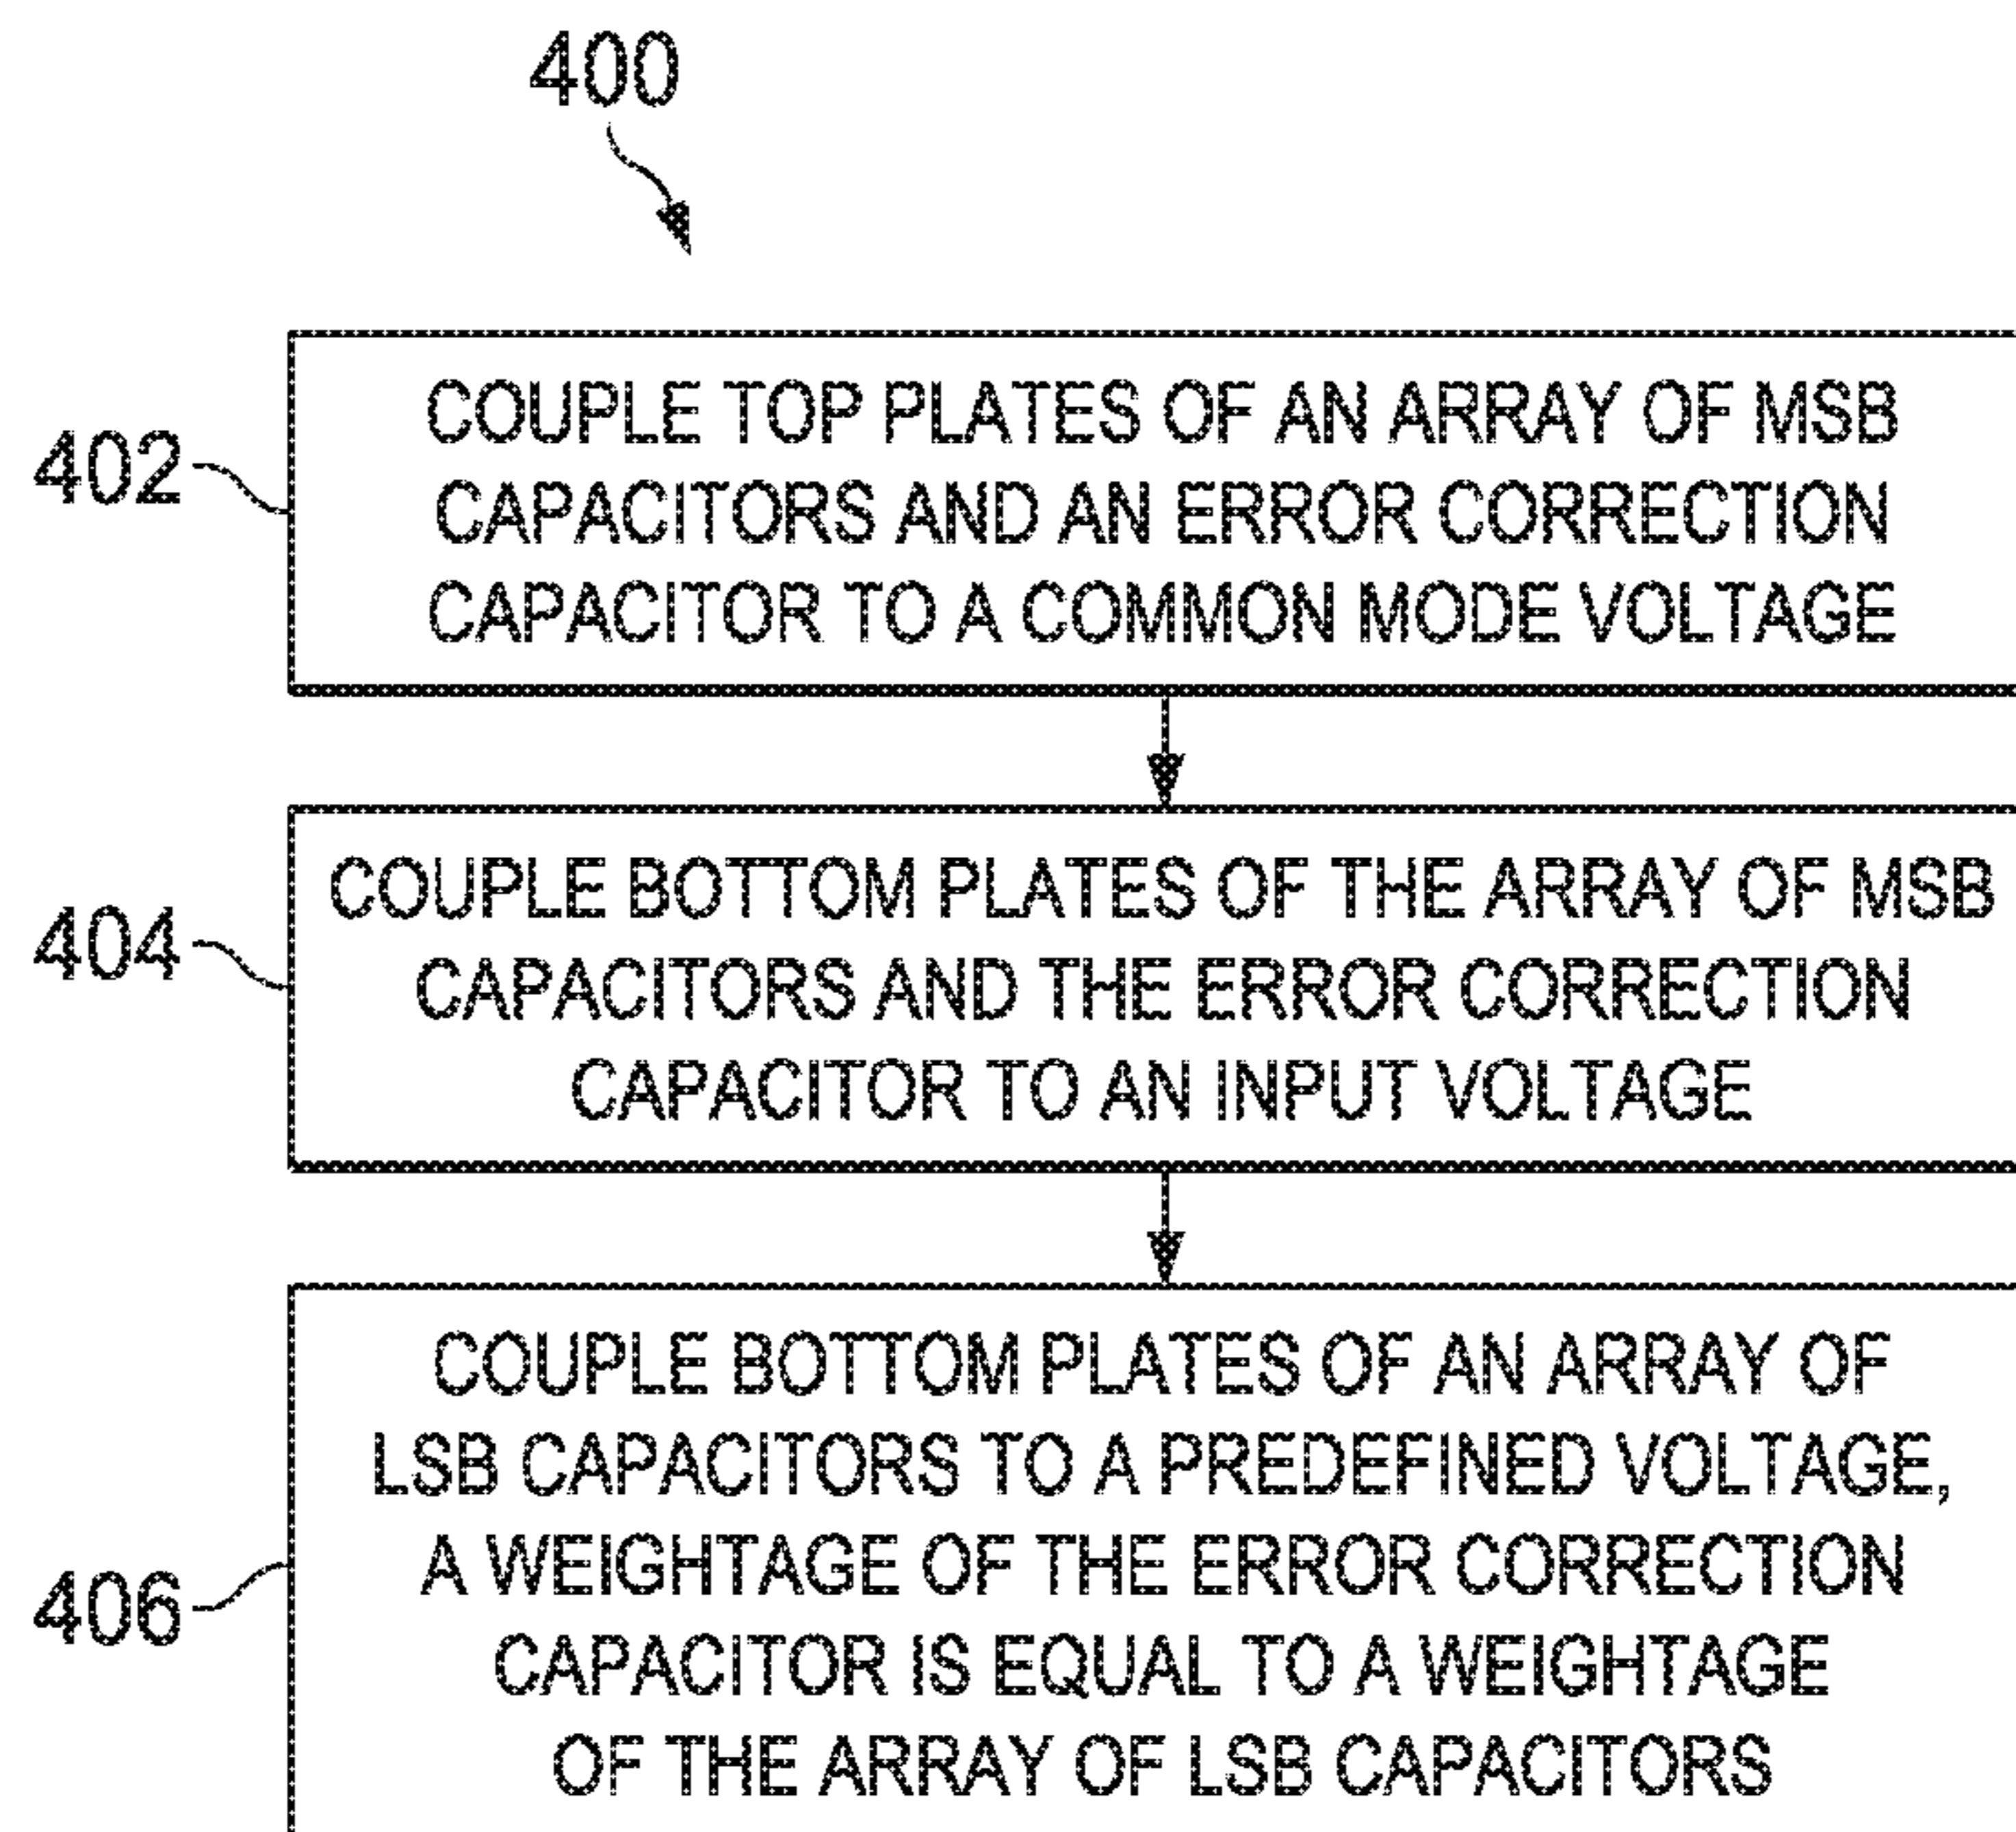 400
402
COUPLE TOP PLATES OF AN ARRAY OF MSB
CAPACITORS AND AN ERROR CORRECTION
CAPACITOR TO A COMMON MODE VOLTAGE
404
COUPLE BOTTOM PLATES OF THE ARRAY OF MSB
CAPACITORS AND THE ERROR CORRECTION
CAPACITOR TO AN INPUT VOLTAGE
406
COUPLE BOTTOM PLATES OF AN ARRAY OF
LSB CAPACITORS TO A PREDEFINED VOLTAGE,
A WEIGHTAGE OF THE ERROR CORRECTION
CAPACITOR IS EQUAL TO A WEIGHTAGE
OF THE ARRAY OF LSB CAPACITORS